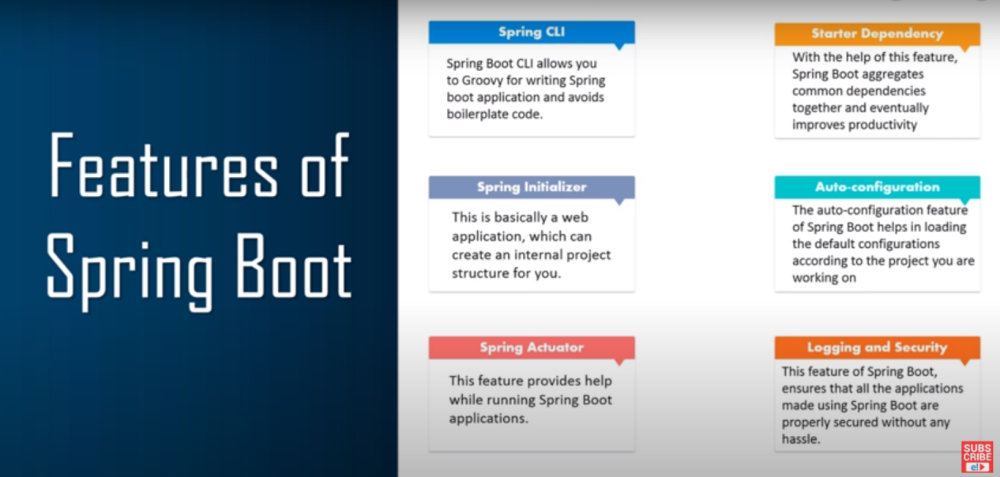 Features of
Spring Boot
Spring CLI
Spring Boot CLI allows you
to Groovy for writing Spring
boot application and avoids
boilerplate code.
Starter Dependency
With the help of this feature,
Spring Boot aggregates
common dependencies
together and eventually
improves productivity
Spring Initializer
This is basically a web
application, which can
create an internal project
structure for you.
Auto-configuration
The auto-configuration feature
of Spring Boot helps in loading
the default configurations
according to the project you are
working on
Spring Actuator
This feature provides help
while running Spring Boot
applications.
Logging and Security
This feature of Spring Boot,
ensures that all the applications
made using Spring Boot are
properly secured without any
hassle.
SUBS
CRIBE
e!